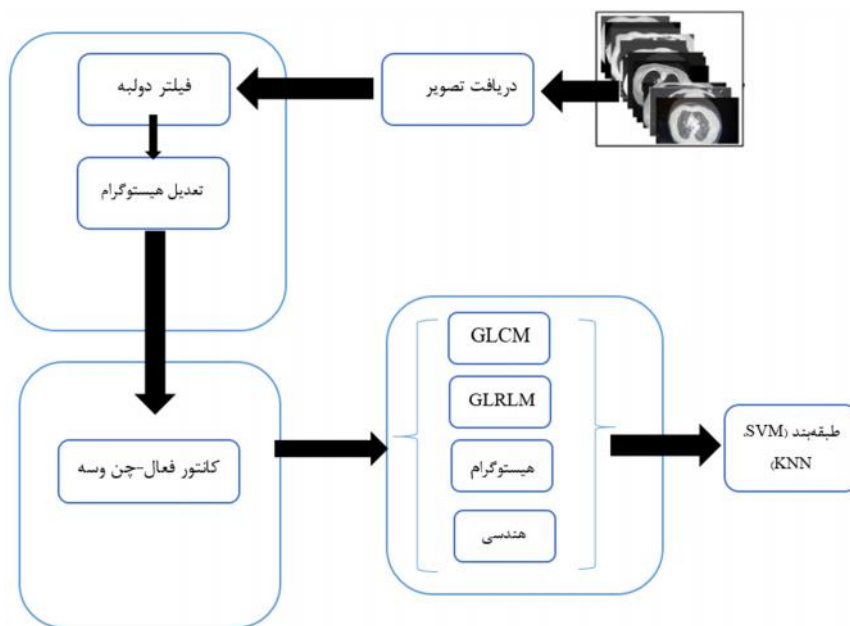 دریافت تصویر
فیلتر دولبه
تعدیل هیستوگرام
کانتور فعال-چن وسه
GLCM
GLRLM
هیستوگرام
هندسی
طبقه‌بند (SVM,
KNN)